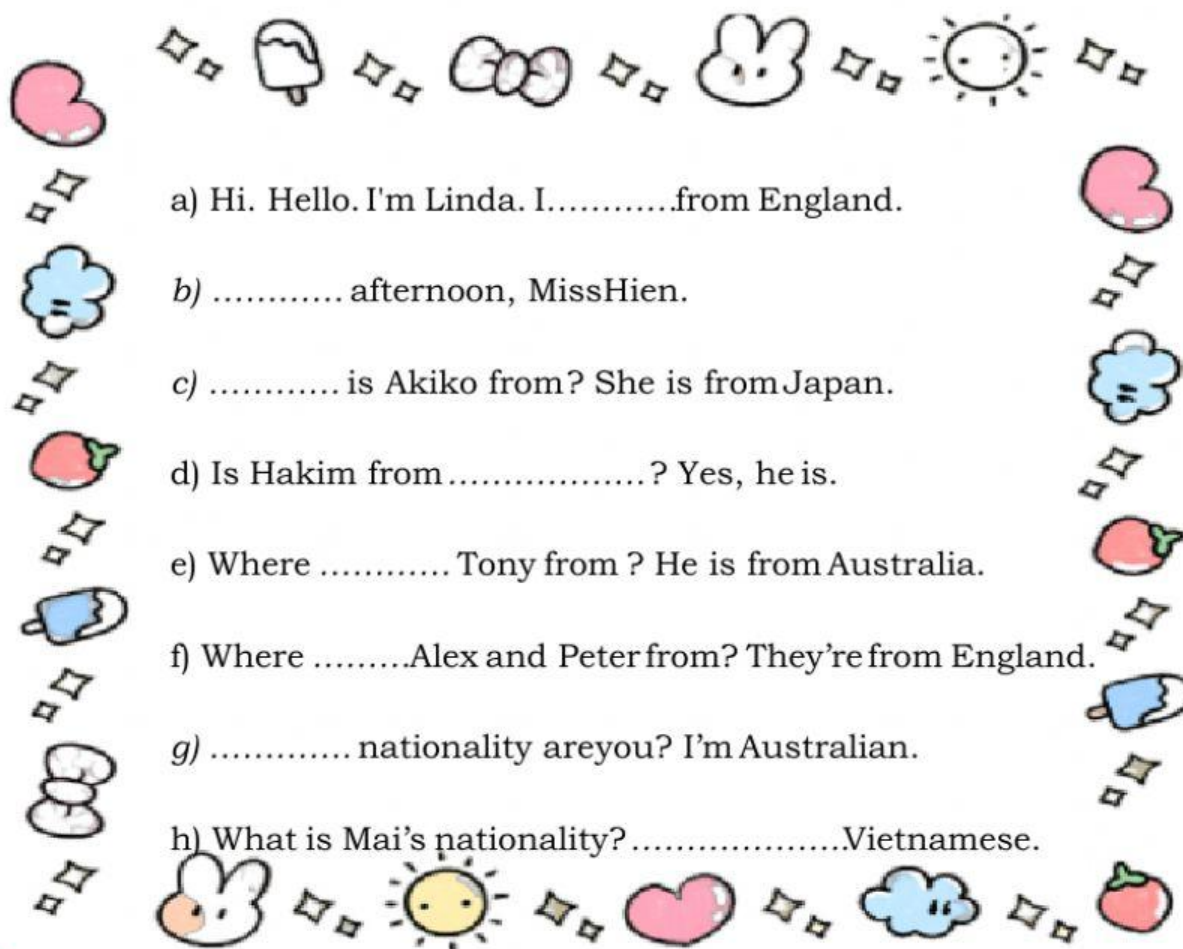 a) Hi. Hello. I'm Linda. I............from England.
b) ............ afternoon, MissHien.
c) ............ is Akiko from? She is from Japan.
d) Is Hakim from .................. ? Yes, he is.
e) Where ............ Tony from ? He is from Australia.
f) Where .........Alex and Peter from? They're from England.
g) ............. nationality areyou? I'm Australian.
h) What is Mai's nationality? ....................Vietnamese.